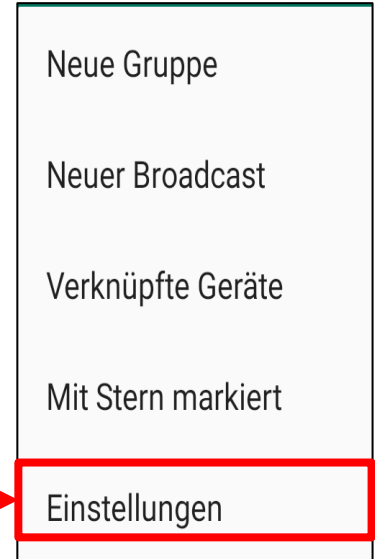 Neue Gruppe
Neuer Broadcast
Verknüpfte Geräte
Mit Stern markiert
Einstellungen